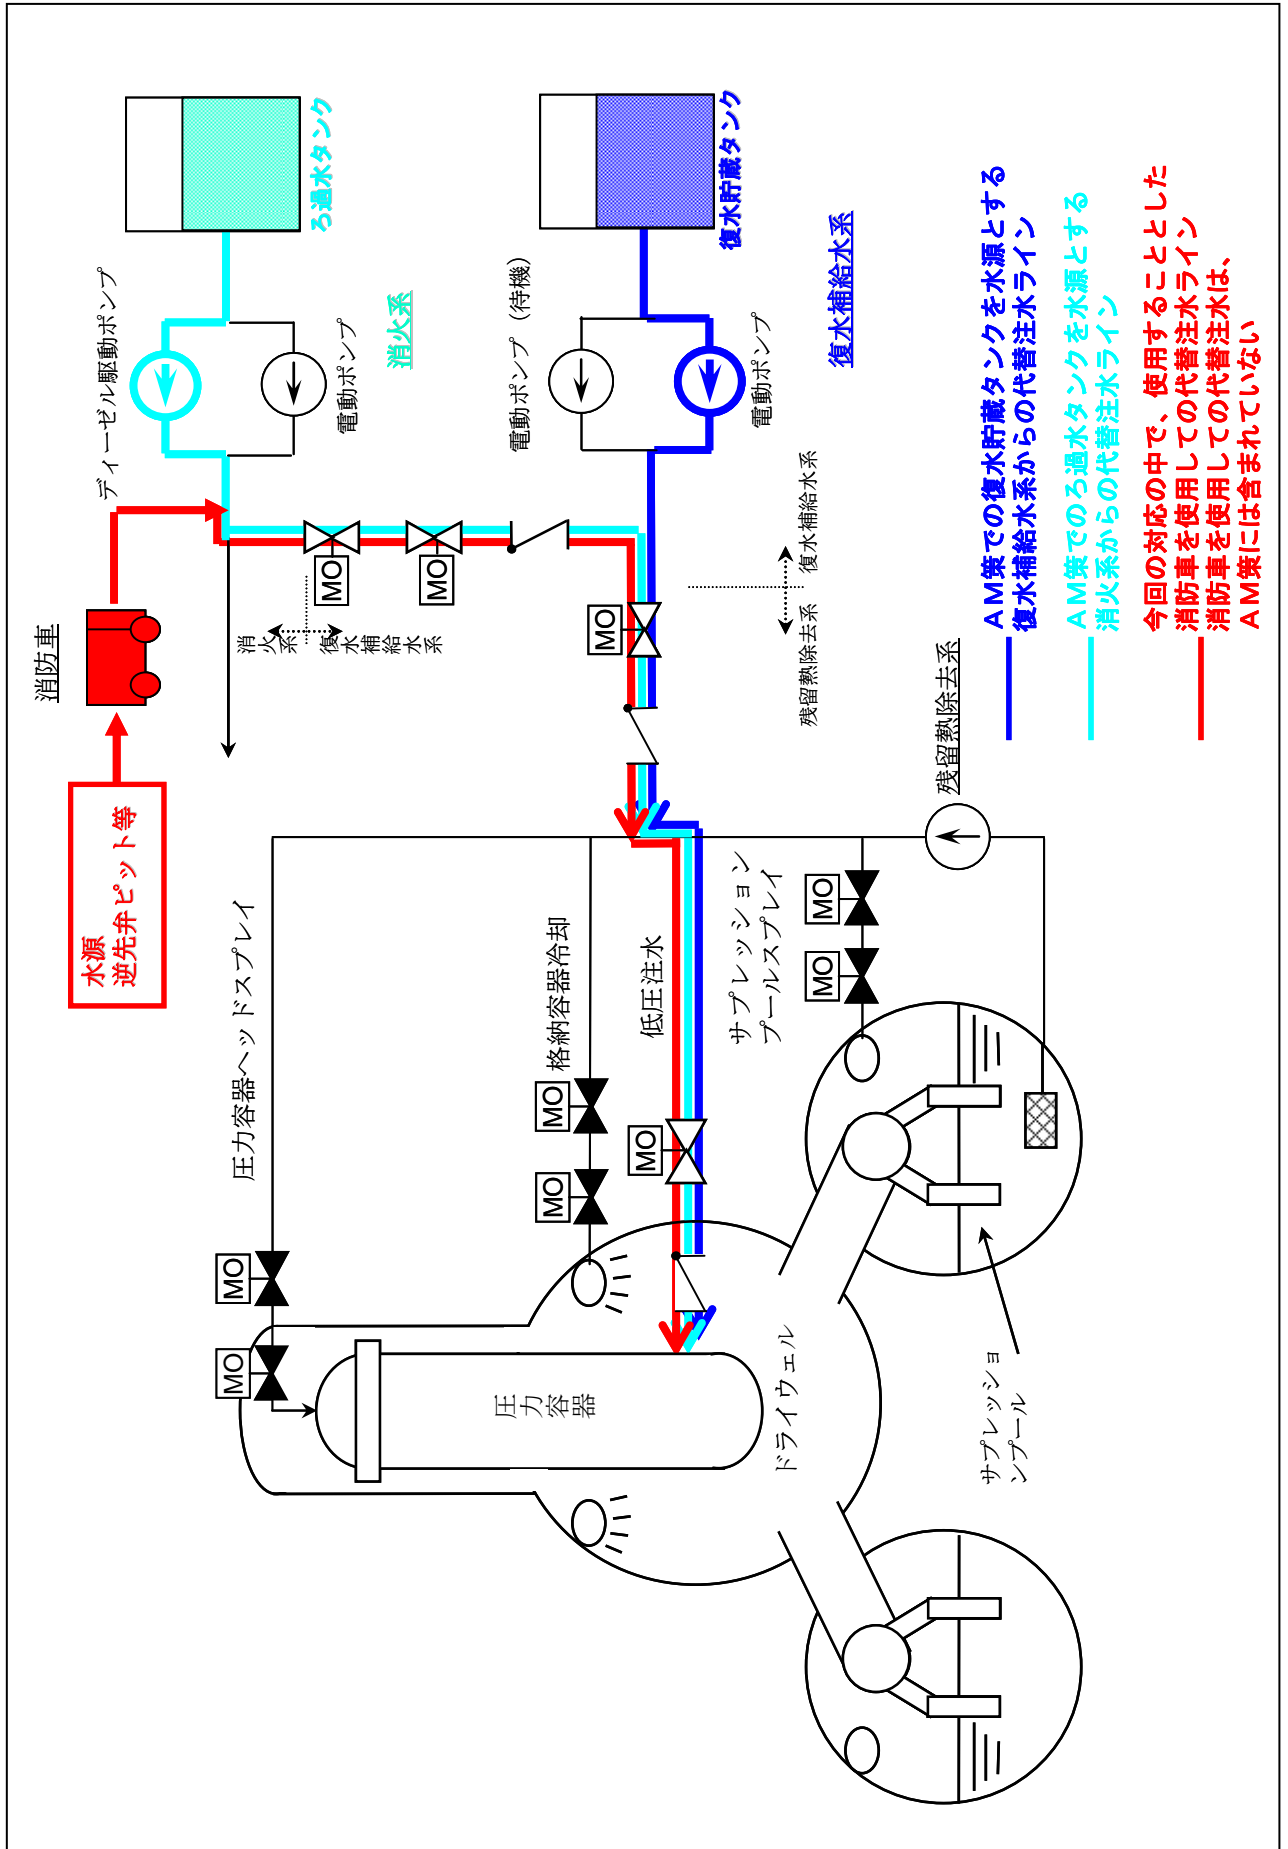 消防車
水源
逆先弁ピット等
ディーゼル駆動ポンプ
ろ過水タンク
電動ポンプ
消火系
電動ポンプ（待機）
復水貯蔵タンク
電動ポンプ
復水補給水系
MO
MO
消火系
復水補給水系
MO
復水補給水系
残留熱除去系
残留熱除去系
圧力容器ヘッドスプレイ
MO
MO
格納容器冷却
MO
MO
低圧注水
MO
サプレッション
プールスプレイ
MO
MO
圧力容器
ドライウェル
サプレッショ
ンプール
ＡＭ策での復水貯蔵タンクを水源とする
復水補給水系からの代替注水ライン
ＡＭ策でのろ過水タンクを水源とする
消火系からの代替注水ライン
今回の対応の中で、使用することとした
消防車を使用しての代替注水ライン
消防車を使用しての代替注水は、
ＡＭ策には含まれていない